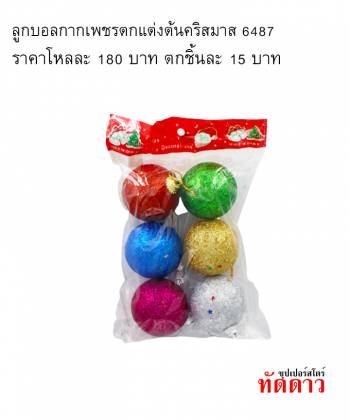 ลูกบอลกากเพชรตกแต่งต้นคริสมาส 6487
ราคาโหลละ 180 บาท ตกชิ้นละ 15 บาท
ซุปเปอร์สโตร์
ทัดดาว